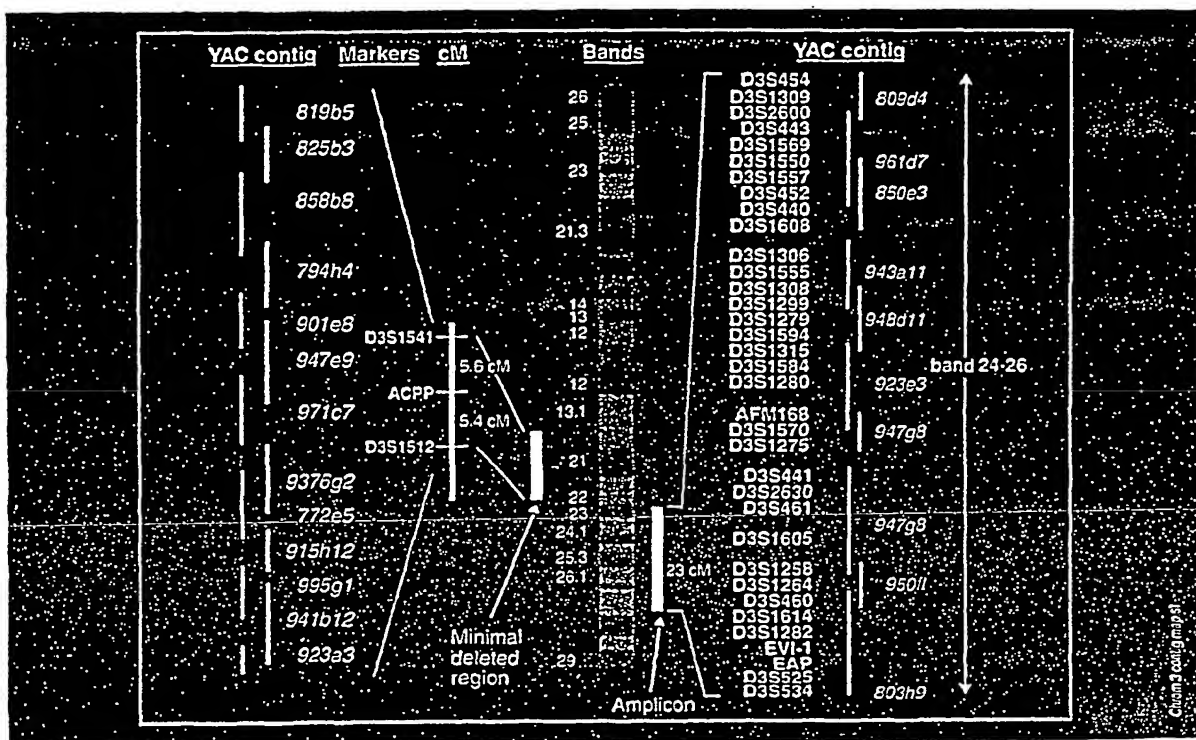 YAC contig
Markers
cM
Bands
YAC contig
819b5
825b3
858b8
794h4
901e8
947e9
971c7
9376g2
772e5
915h12
995g1
941b12
923a3
D3S1541
5.6 cM
ACPP
5.4 cM
D3S1512
Minimal
deleted
region
26
25
23
21.3
14
13
12
12
13.1
21
22
23
24.1
25.3
26.1
29
23 cM
Amplicon
D3S454
D3S1309
D3S2600
D3S443
D3S1569
D3S1550
D3S1557
D3S452
D3S440
D3S1608
D3S1306
D3S1555
D3S1308
D3S1299
D3S1279
D3S1594
D3S1315
D3S1584
D3S1280
AFM168
D3S1570
D3S1275
D3S441
D3S2630
D3S461
D3S1605
D3S1258
D3S1264
D3S460
D3S1614
D3S1282
EVI-1
EAP
D3S525
D3S534
809d4
961d7
850e3
943a11
948d11
923e3
947g8
947g8
803h9
band 24-26